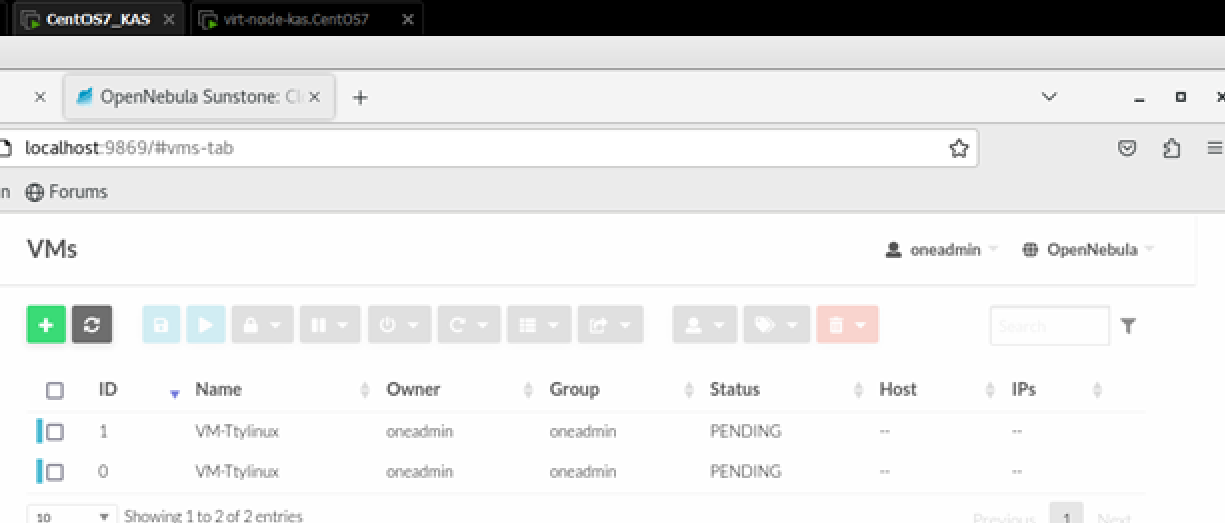 CentOS7_KAS virt-node-kas.CentOS7
OpenNebula Sunstone: Cl
localhost:9869/#vms-tab
Forums
VMs oneadmin OpenNebula
Search
ID Name Owner Group Status Host IPs
1 VM-Ttylinux oneadmin oneadmin PENDING -- --
0 VM-Ttylinux oneadmin oneadmin PENDING -- --
10 Showing 1 to 2 of 2 entries Previous 1 Next